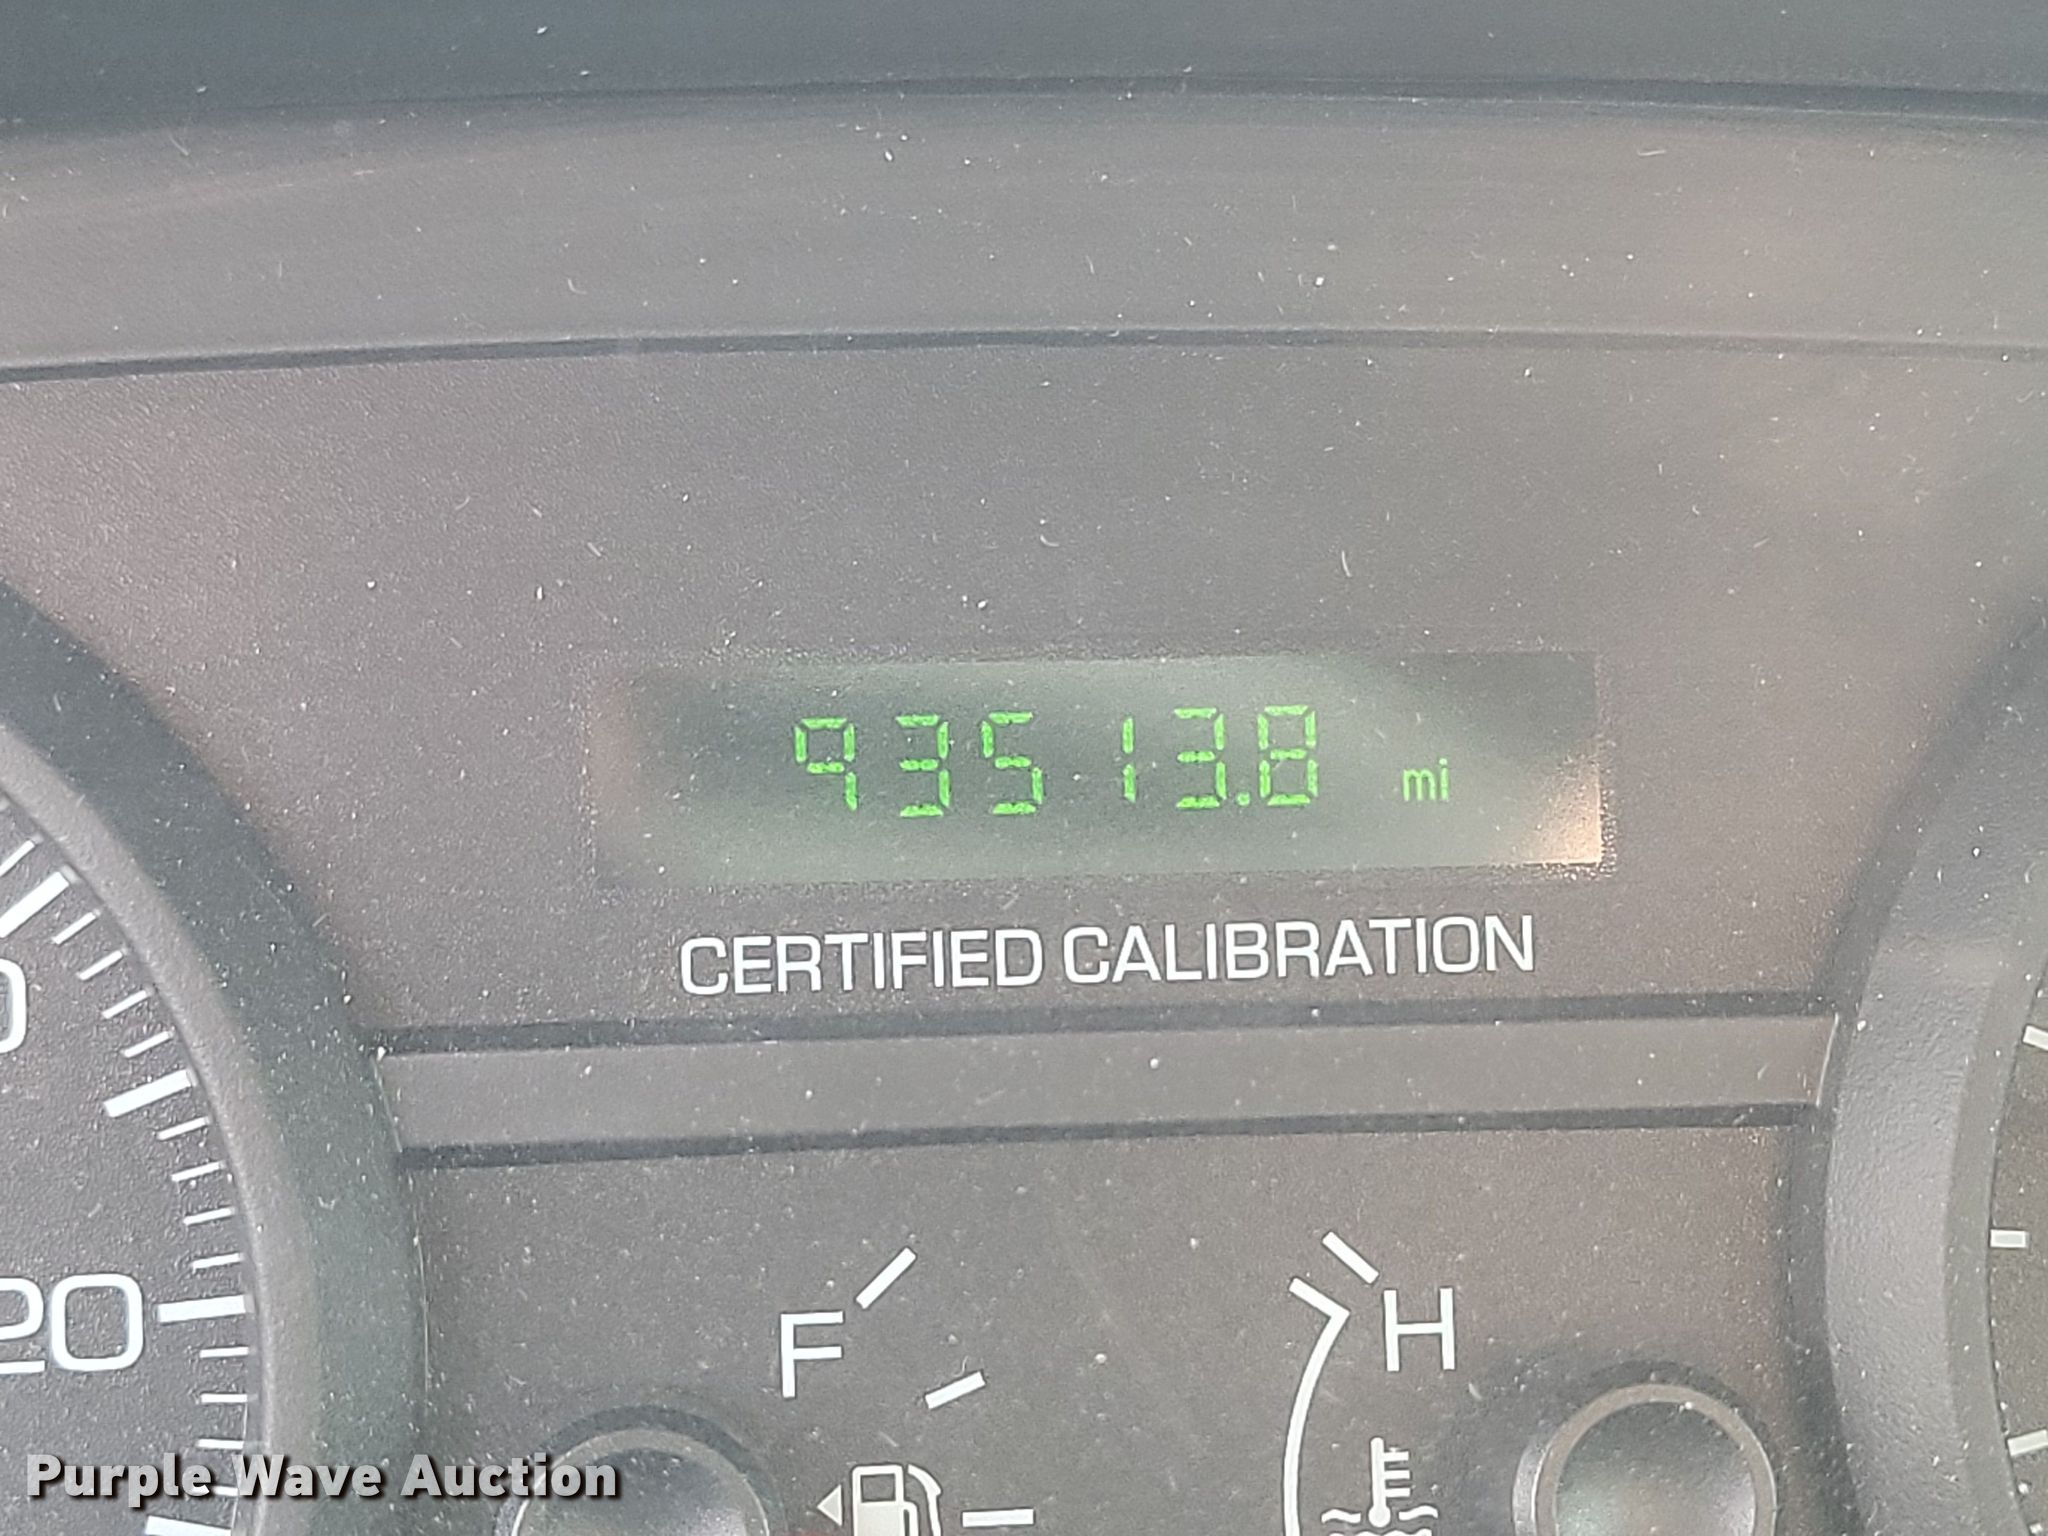 93513.8 mi
CERTIFIED CALIBRATION
20
F
H
Purple Wave Auction